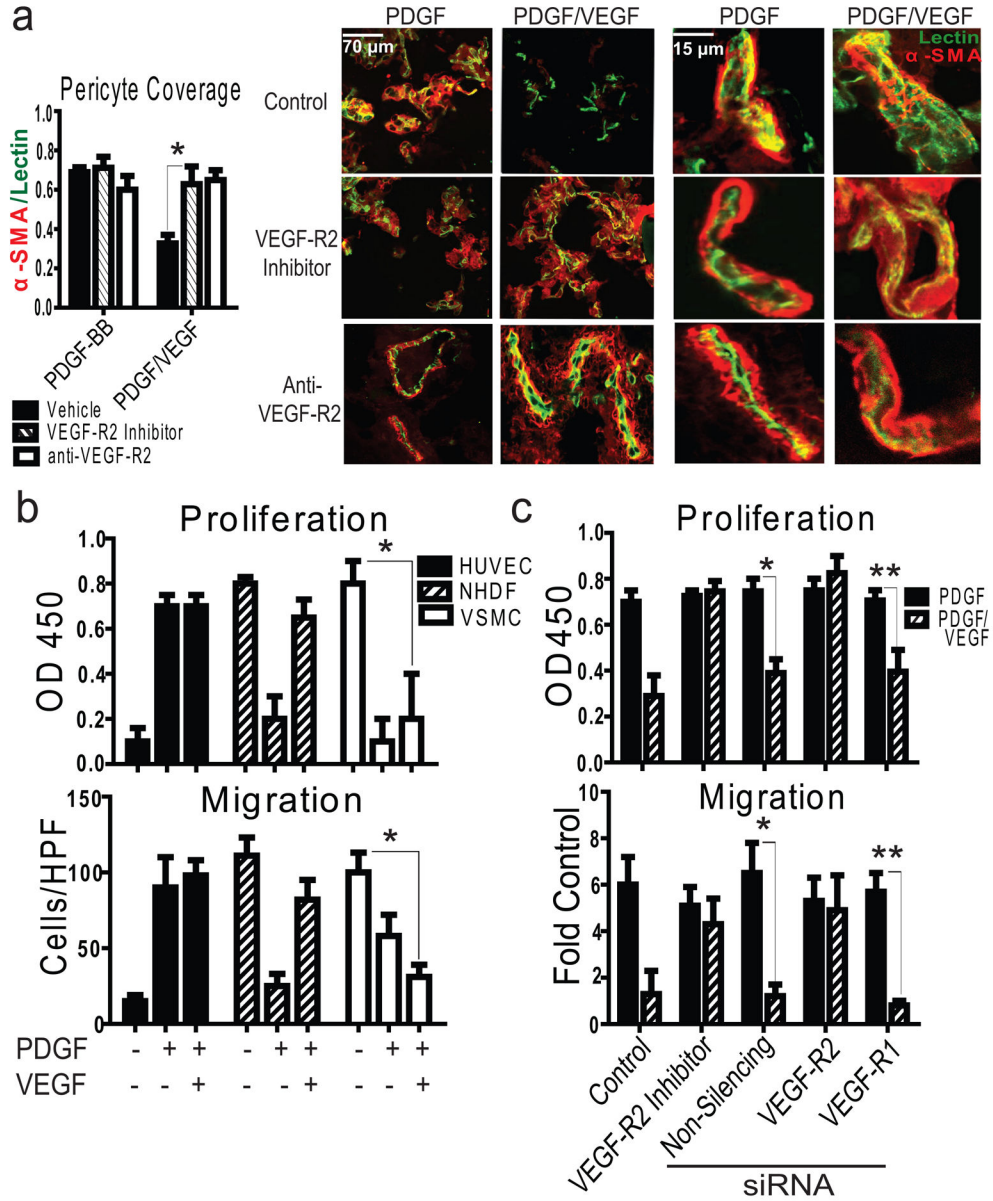 a
PDGF PDGF/VEGF PDGF PDGF/VEGF
70 µm 15 µm Lectin
α-SMA
Pericyte Coverage
α-SMA/Lectin
1.0
0.8
0.6
0.4
0.2
0.0
*
PDGF-BB PDGF/VEGF
Vehicle
VEGF-R2 Inhibitor
anti-VEGF-R2
Control
VEGF-R2
Inhibitor
Anti-
VEGF-R2
b
Proliferation
OD 450
1.0
0.8
0.6
0.4
0.2
0.0
*
HUVEC
NHDF
VSMC
Migration
Cells/HPF
150
100
50
0
*
PDGF - + + - + + - + +
VEGF - - + - - + - - +
c
Proliferation
OD450
1.0
0.8
0.6
0.4
0.2
0.0
* **
PDGF
PDGF/
VEGF
Migration
Fold Control
10
8
6
4
2
0
* **
Control
VEGF-R2 Inhibitor
Non-Silencing
VEGF-R2
VEGF-R1
siRNA